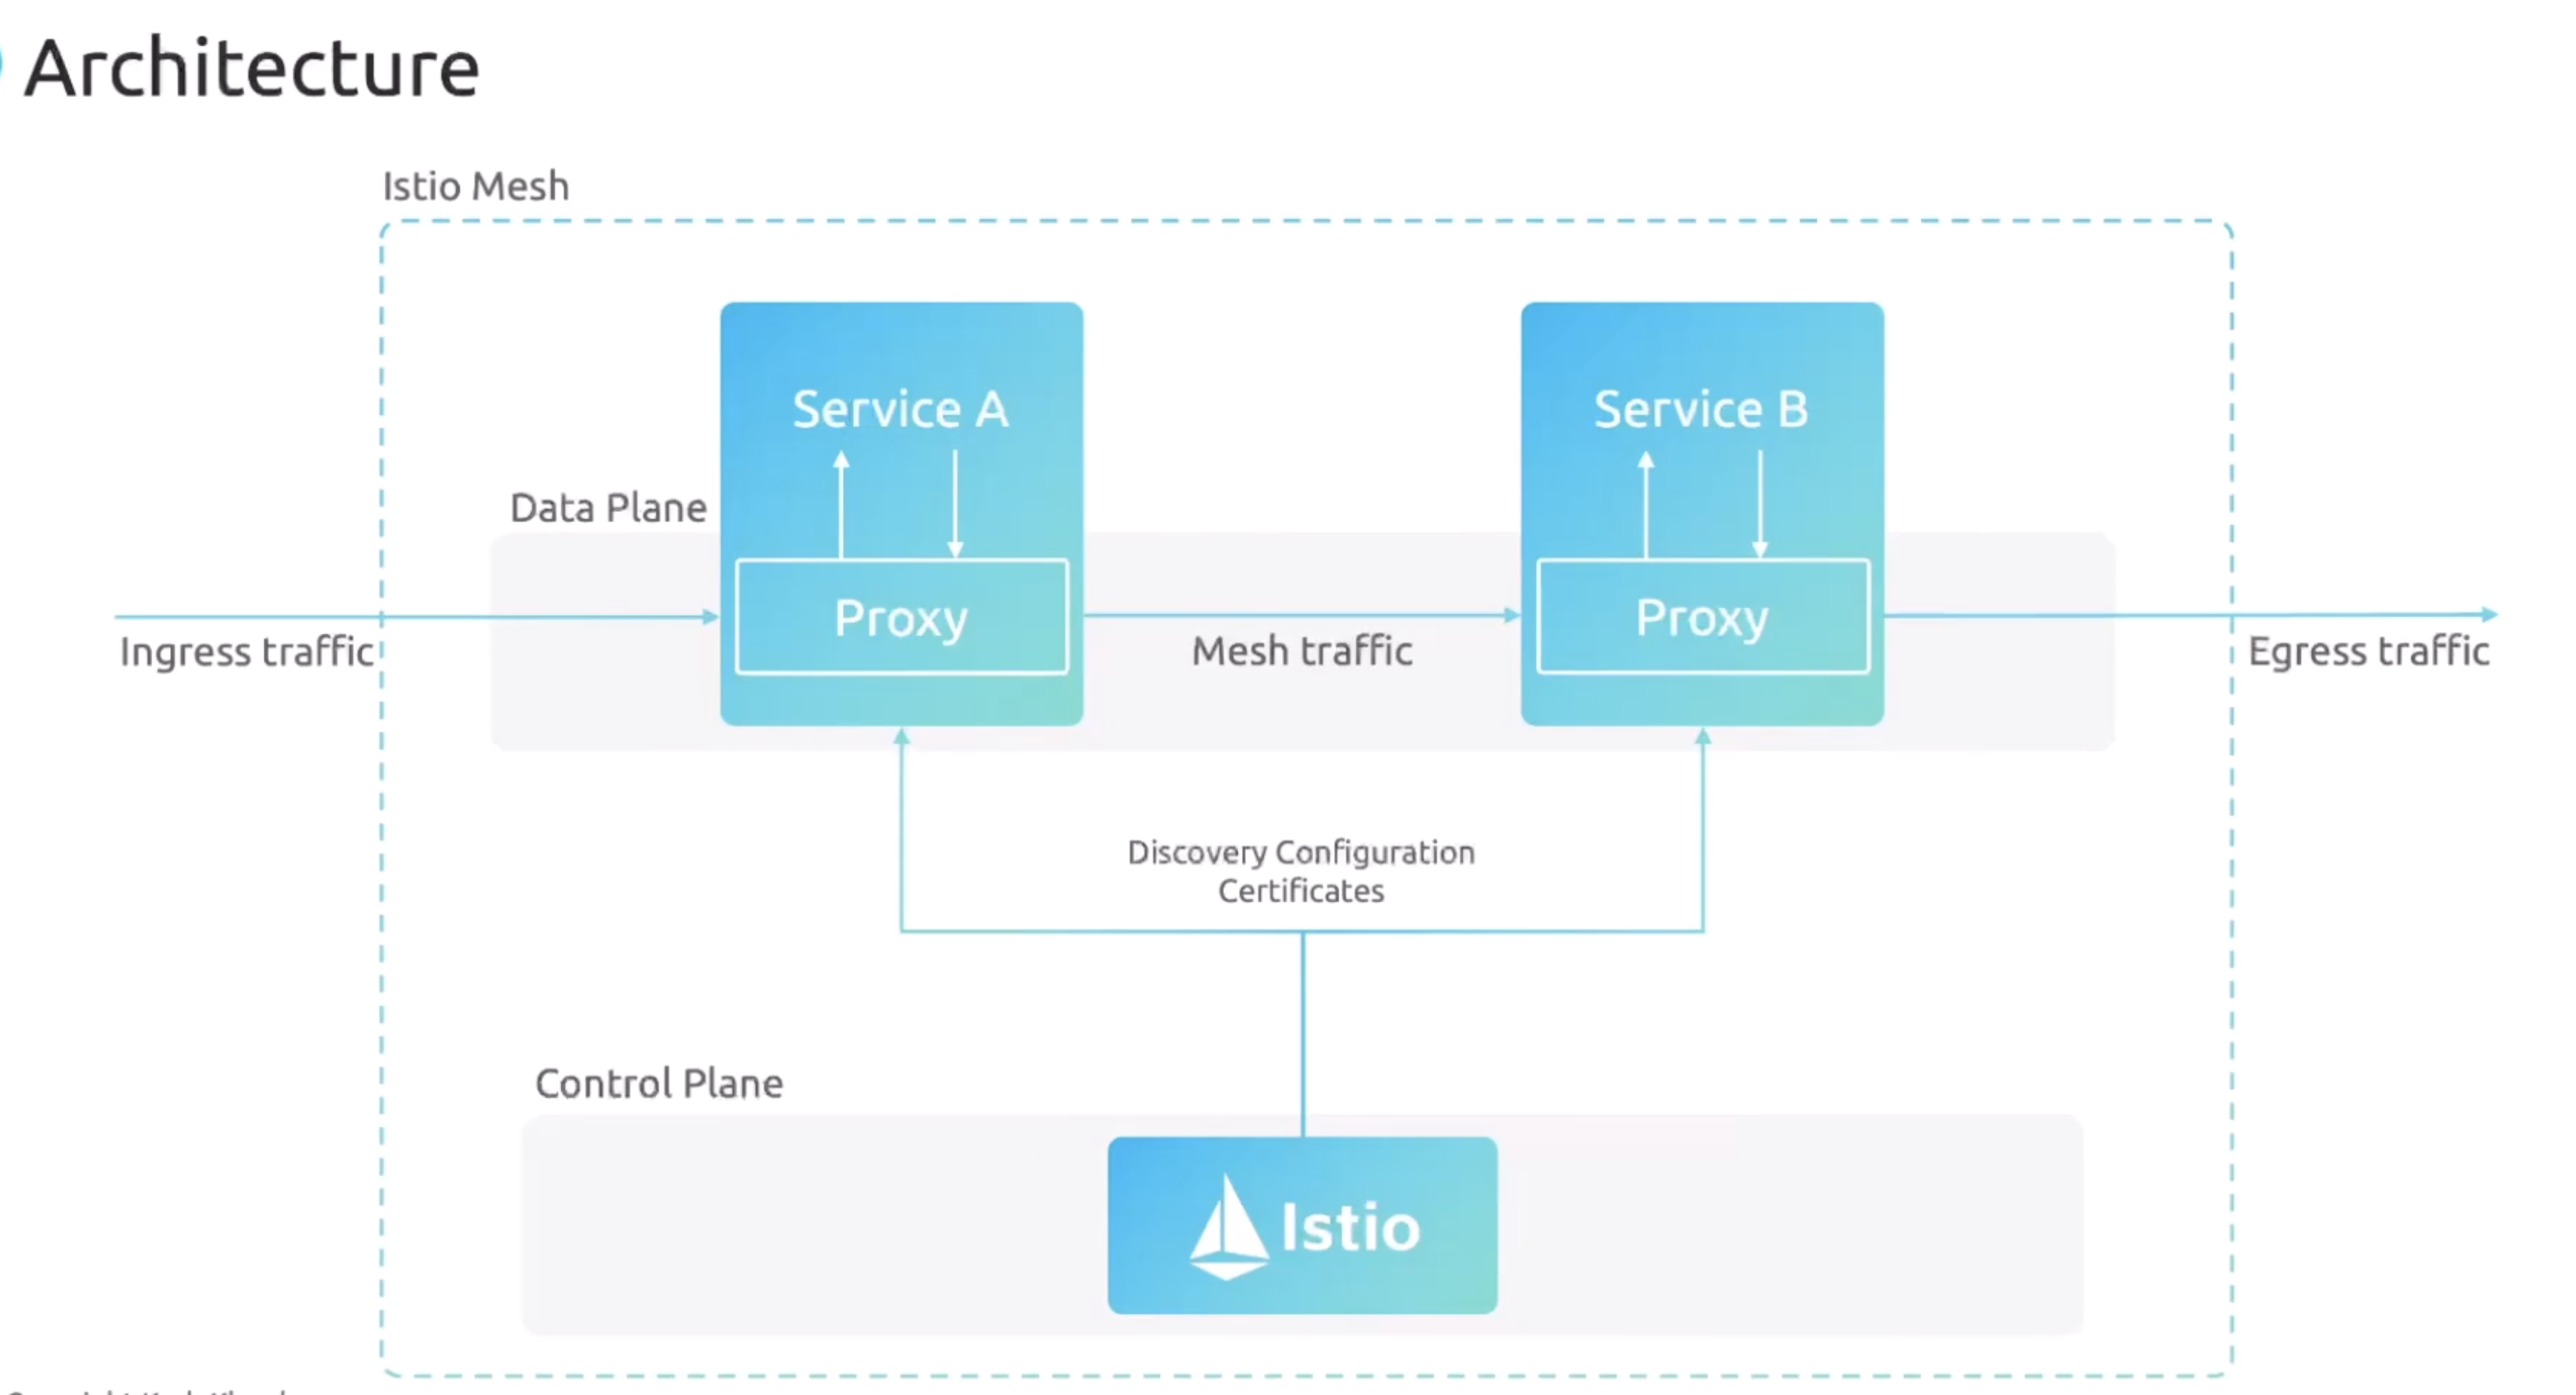 Architecture
Istio Mesh
Service A
Service B
Data Plane
Proxy
Proxy
Ingress traffic
Mesh traffic
Egress traffic
Discovery Configuration
Certificates
Control Plane
Istio